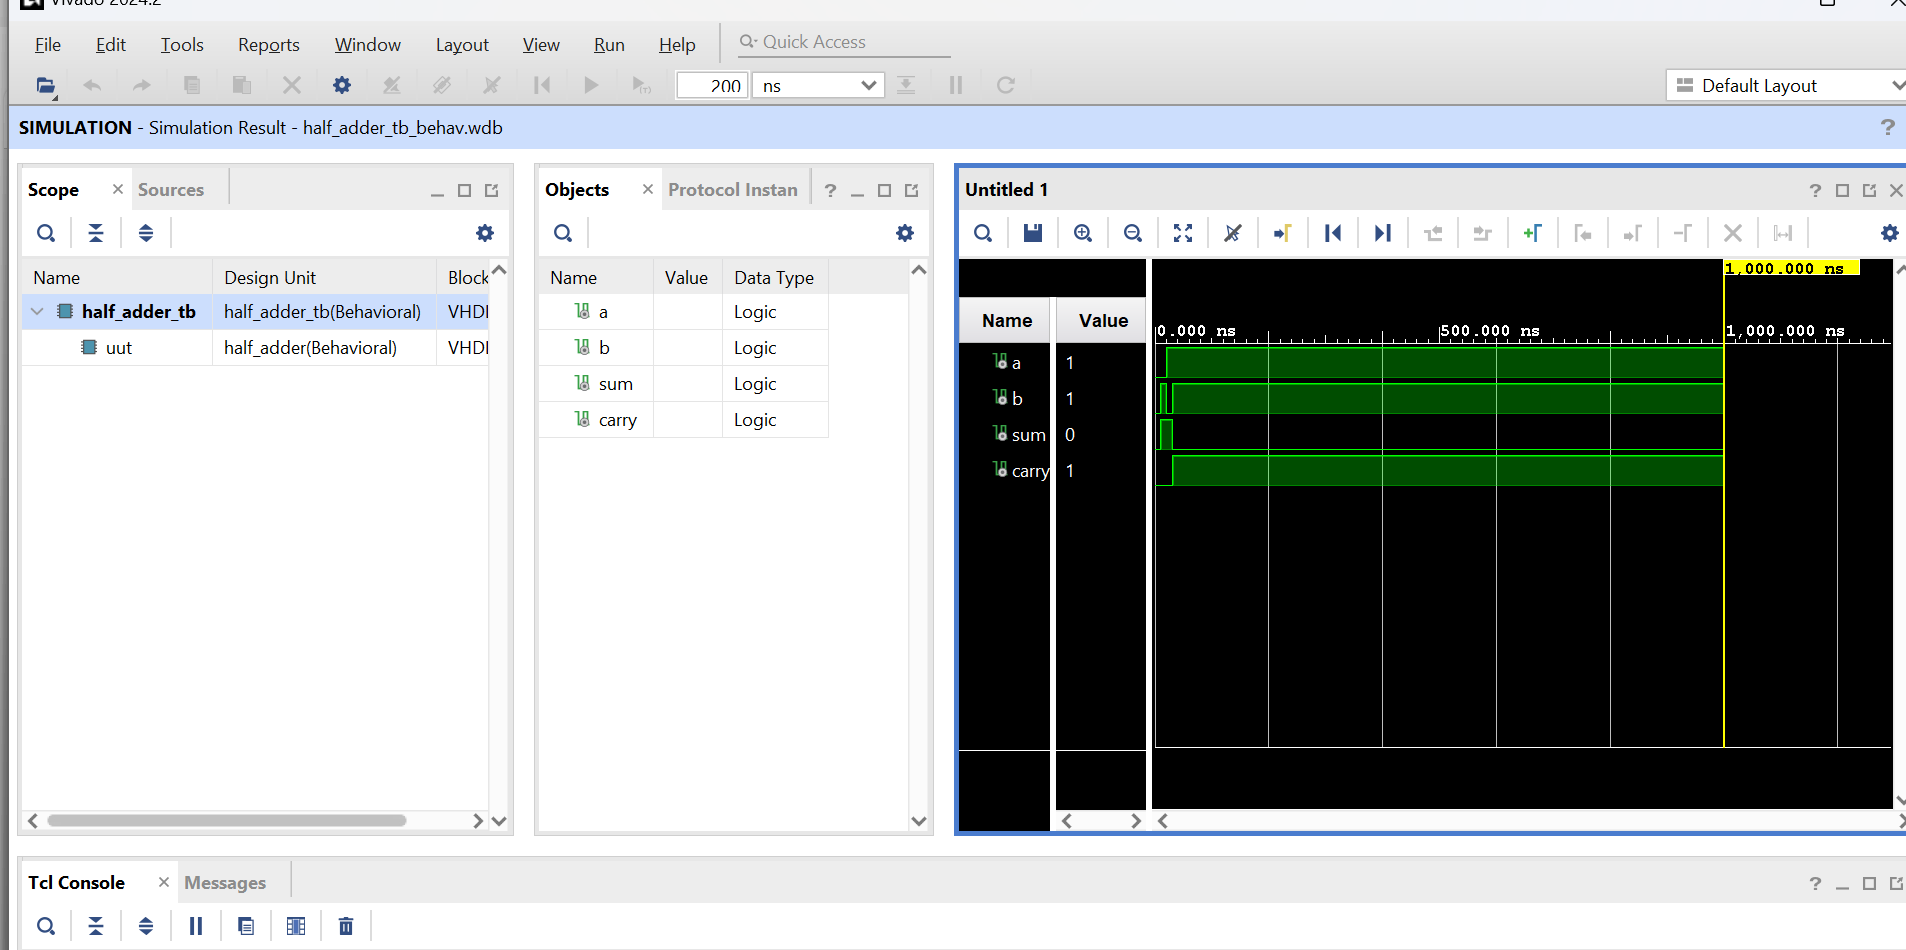 Vivado 2024.2
File Edit Tools Reports Window Layout View Run Help Quick Access
200 ns Default Layout
SIMULATION - Simulation Result - half_adder_tb_behav.wdb ?
Scope Sources
Name Design Unit Block
half_adder_tb half_adder_tb(Behavioral) VHDI
uut half_adder(Behavioral) VHDI
Objects Protocol Instan ?
Name Value Data Type
a Logic
b Logic
sum Logic
carry Logic
Untitled 1 ?
1,000.000 ns
Name Value
0.000 ns 500.000 ns 1,000.000 ns
a 1
b 1
sum 0
carry 1
Tcl Console Messages ?